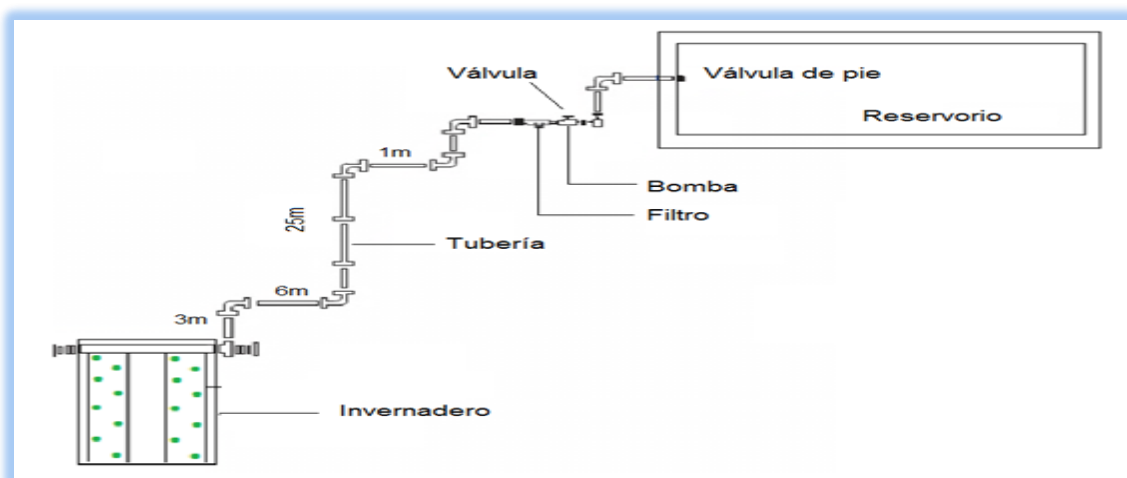 Válvula
Válvula de pie
Reservorio
1m
Bomba
Filtro
25m
Tubería
6m
3m
Invernadero